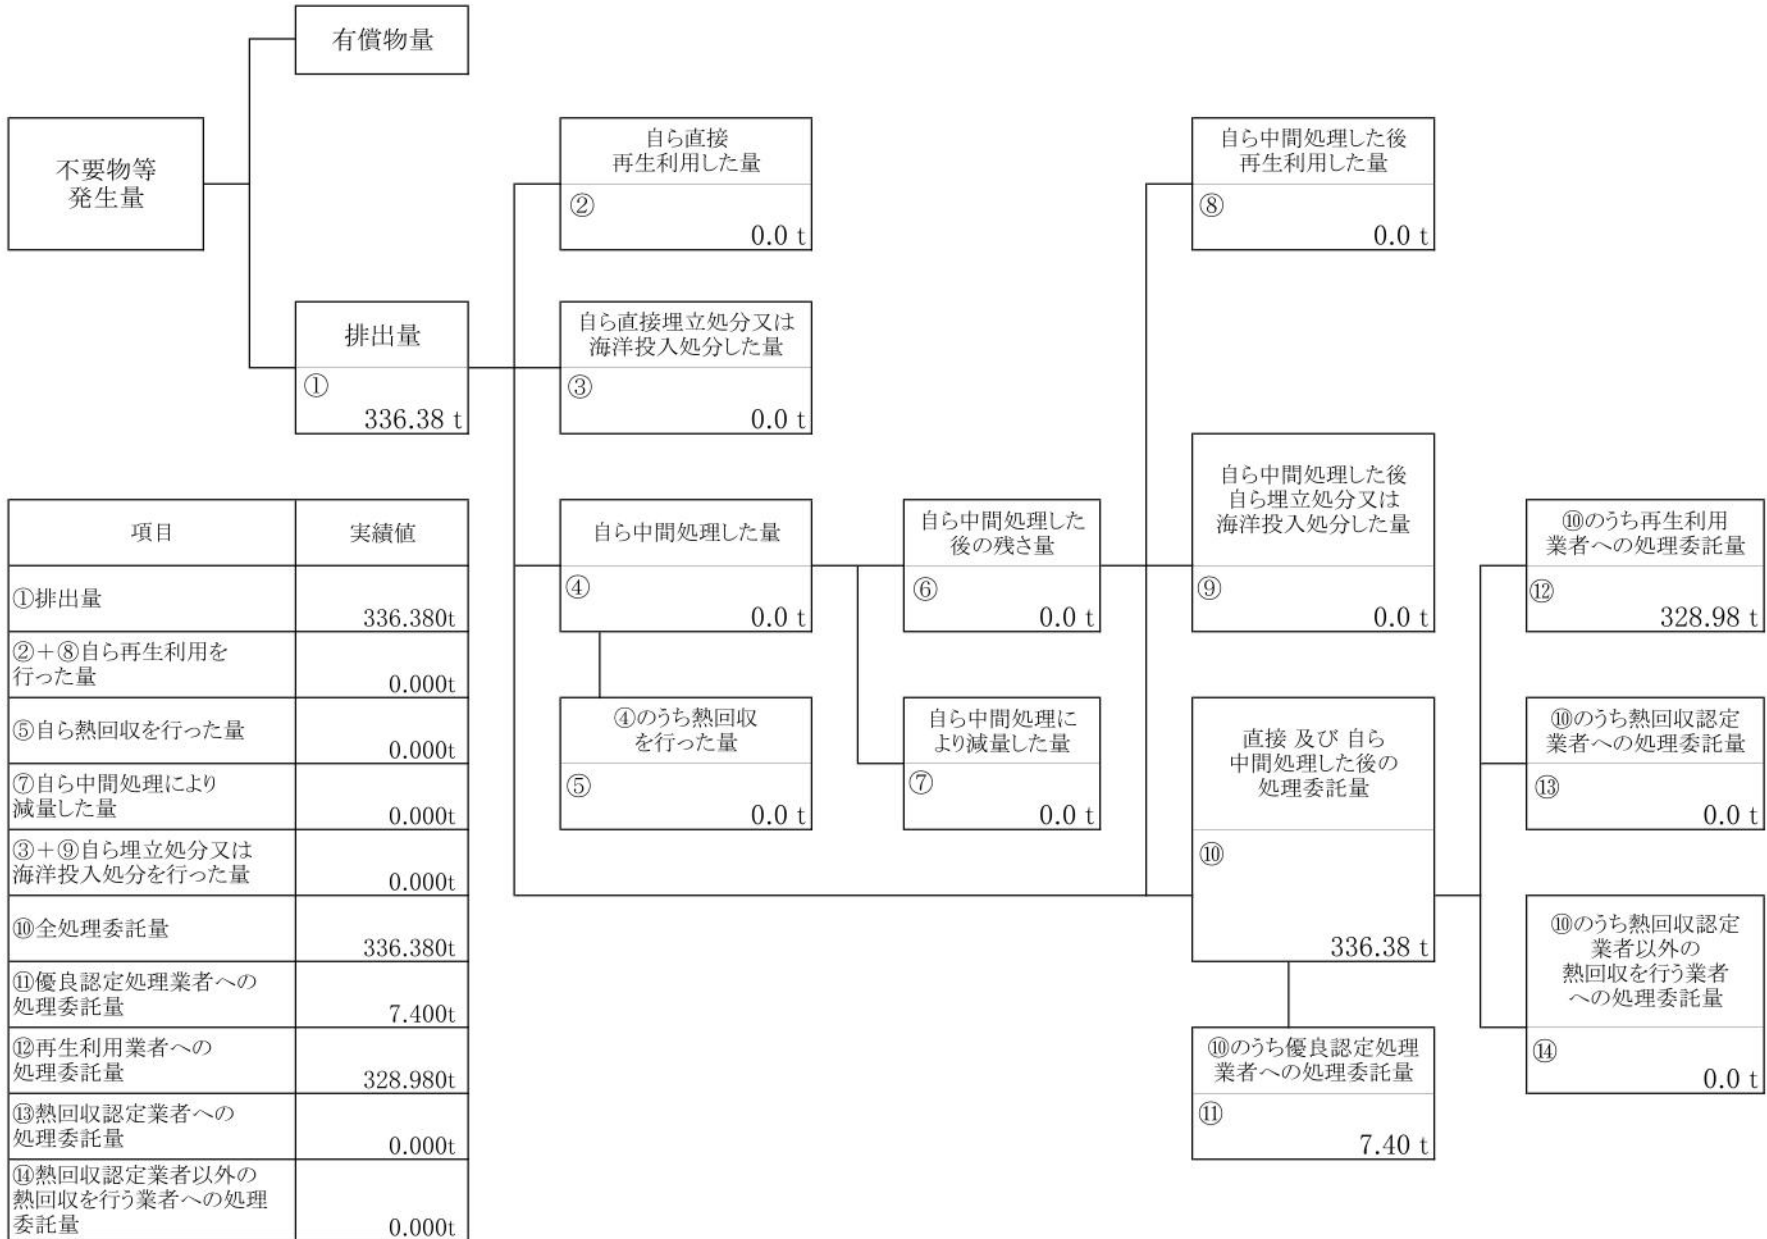 有償物量
不要物等
発生量
排出量
①
336.38 t
自ら直接
再生利用した量
②
0.0 t
自ら直接埋立処分又は
海洋投入処分した量
③
0.0 t
自ら中間処理した量
④
0.0 t
④のうち熱回収
を行った量
⑤
0.0 t
自ら中間処理した
後の残さ量
⑥
0.0 t
自ら中間処理に
より減量した量
⑦
0.0 t
自ら中間処理した後
再生利用した量
⑧
0.0 t
自ら中間処理した後
自ら埋立処分又は
海洋投入処分した量
⑨
0.0 t
直接 及び 自ら
中間処理した後の
処理委託量
⑩
336.38 t
⑩のうち優良認定処理
業者への処理委託量
⑪
7.40 t
⑩のうち再生利用
業者への処理委託量
⑫
328.98 t
⑩のうち熱回収認定
業者への処理委託量
⑬
0.0 t
⑩のうち熱回収認定
業者以外の
熱回収を行う業者
への処理委託量
⑭
0.0 t
項目 実績値
①排出量
336.380t
②＋⑧自ら再生利用を
行った量
0.000t
⑤自ら熱回収を行った量
0.000t
⑦自ら中間処理により
減量した量
0.000t
③＋⑨自ら埋立処分又は
海洋投入処分を行った量
0.000t
⑩全処理委託量
336.380t
⑪優良認定処理業者への
処理委託量
7.400t
⑫再生利用業者への
処理委託量
328.980t
⑬熱回収認定業者への
処理委託量
0.000t
⑭熱回収認定業者以外の
熱回収を行う業者への処理
委託量
0.000t